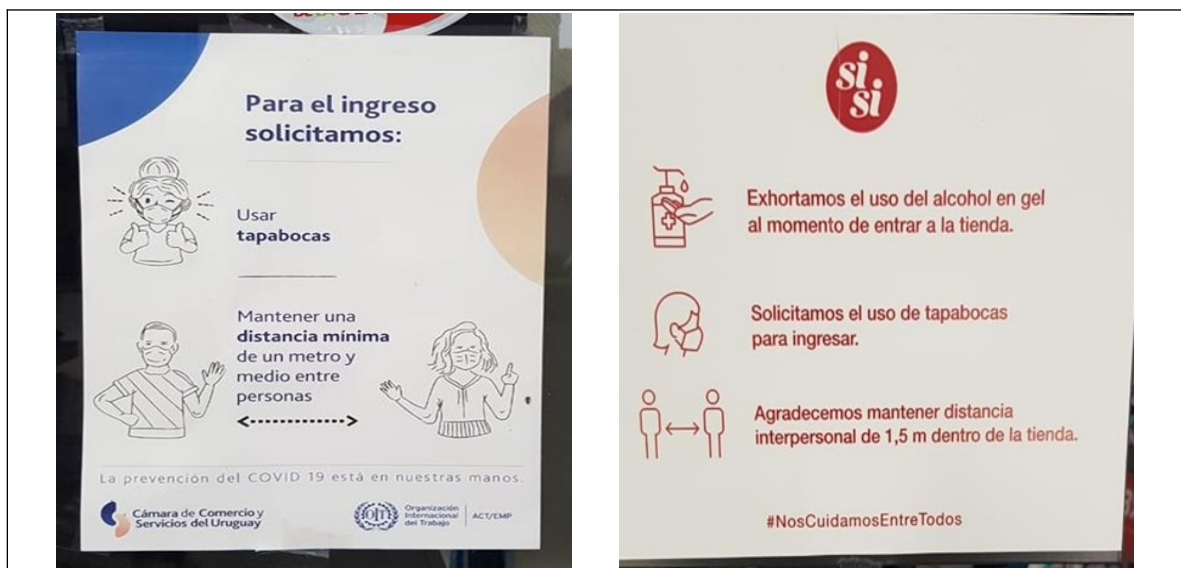 Para el ingreso
solicitamos:
Usar
tapabocas
Mantener una
distancia mínima
de un metro y
medio entre
personas
La prevención del COVID 19 está en nuestras manos.
Cámara de Comercio y
Servicios del Uruguay
OIT
Organización
Internacional
del Trabajo
ACT/EMP
si
si
Exhortamos el uso del alcohol en gel
al momento de entrar a la tienda.
Solicitamos el uso de tapabocas
para ingresar.
Agradecemos mantener distancia
interpersonal de 1,5 m dentro de la tienda.
#NosCuidamosEntreTodos